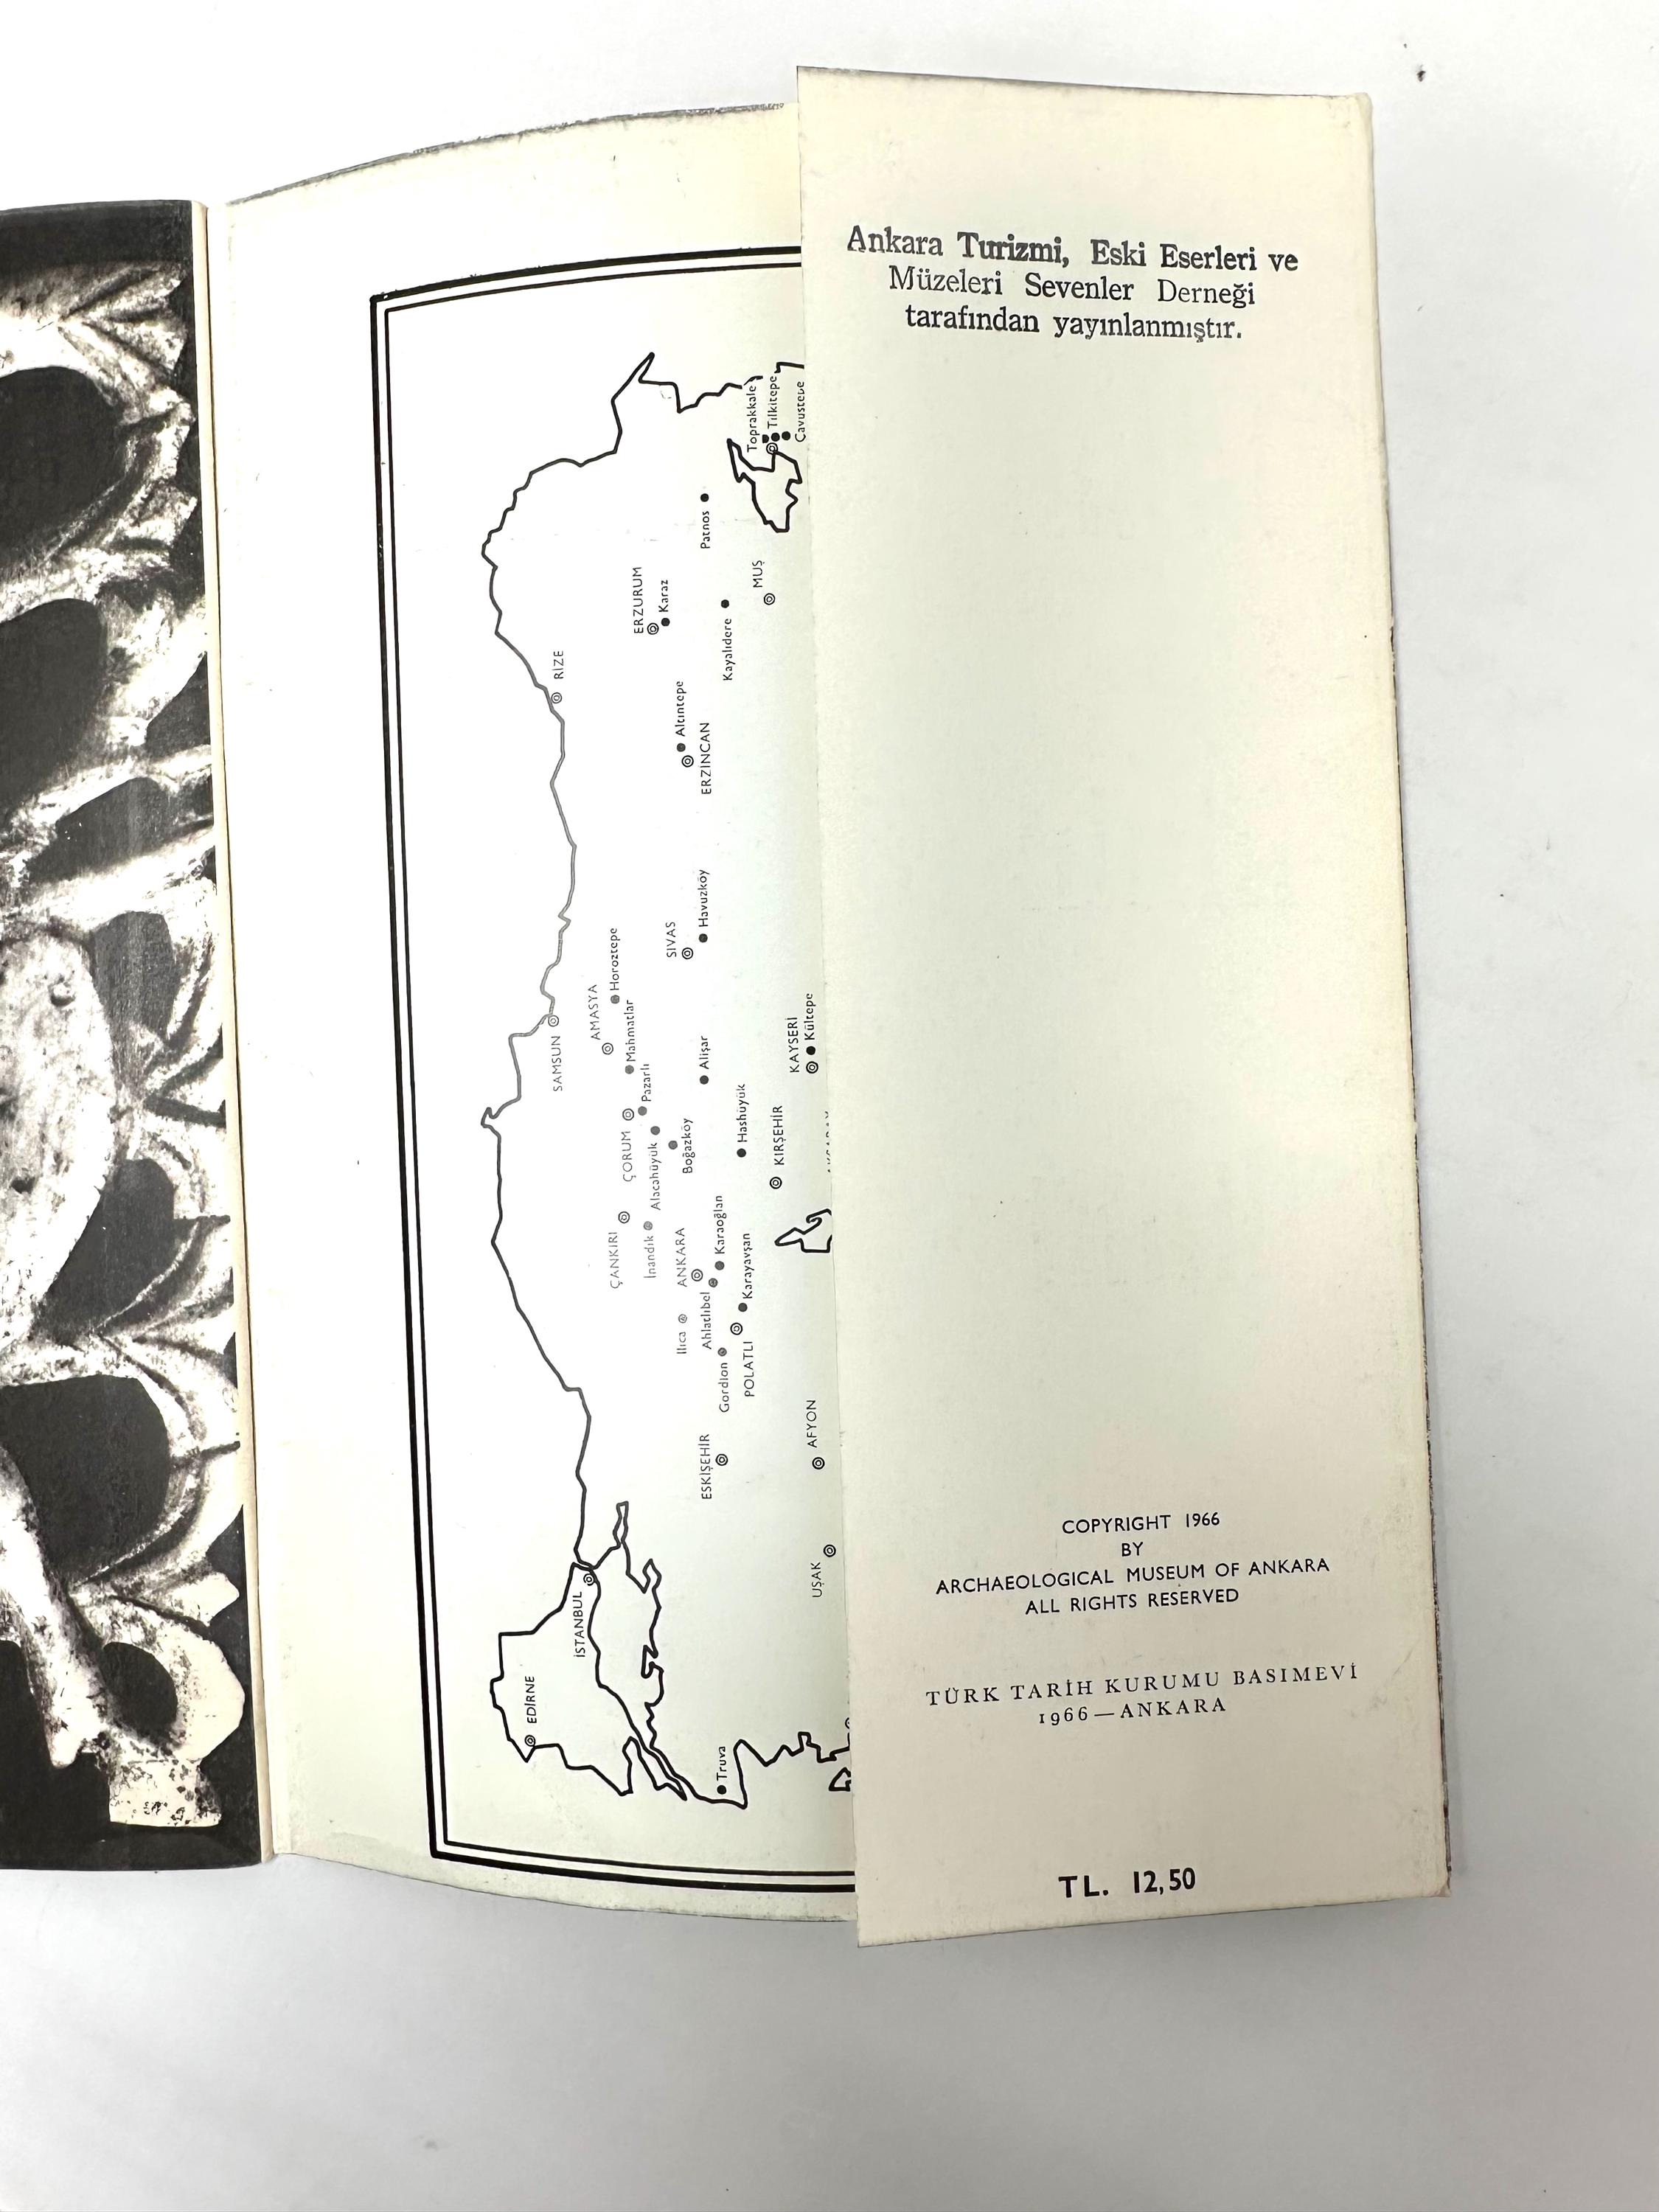 Ankara Turizmi, Eski Eserleri ve
Müzeleri Sevenler Derneği
tarafından yayınlanmıştır.
COPYRIGHT 1966
BY
ARCHAEOLOGICAL MUSEUM OF ANKARA
ALL RIGHTS RESERVED
TÜRK TARİH KURUMU BASIMEVİ
1966 — ANKARA
TL. 12,50
EDİRNE
İSTANBUL
Truva
UŞAK
AFYON
ESKİŞEHİR
Gordion
POLATLI
Karayavşan
Ilıca
Ahlatlıbel
ANKARA
Karaoğlan
ÇANKIRI
İnandık
Alacahüyük
ÇORUM
Pazarlı
Boğazköy
Hashüyük
KIRŞEHİR
SAMSUN
AMASYA
Mahmatlar
Horoztepe
Alişar
KAYSERİ
Kültepe
SİVAS
Havuzköy
ERZİNCAN
Altıntepe
RİZE
ERZURUM
Karaz
Kayalıdere
MUŞ
Patnos
Toprakkale
Tilkitepe
Çavuştepe